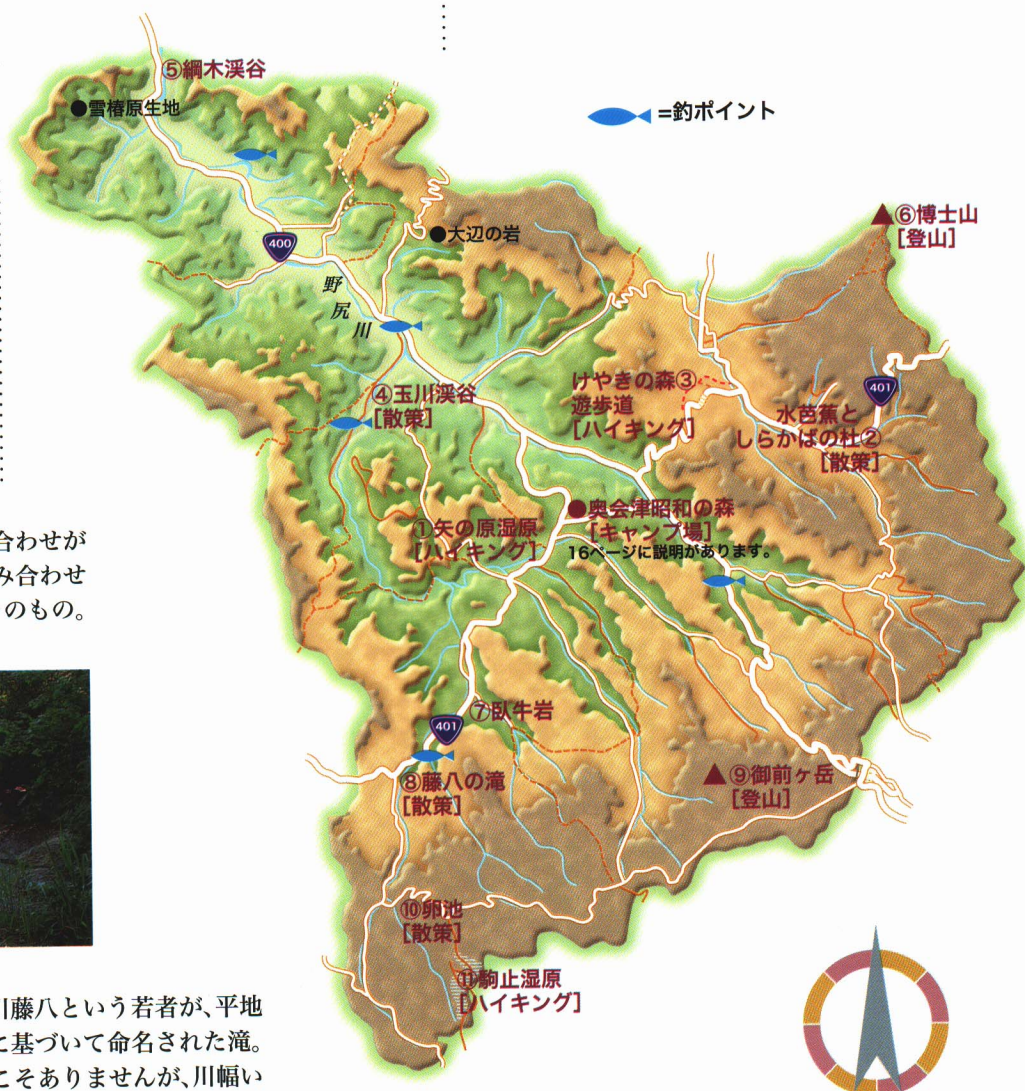 ⑤綱木渓谷
●雪椿原生地
=釣ポイント
400
●大辺の岩
⑥博士山
[登山]
野尻川
④玉川渓谷
[散策]
けやきの森③
遊歩道
[ハイキング]
401
水芭蕉と
しらかばの杜②
[散策]
●奥会津昭和の森
[キャンプ場]
16ページに説明があります。
①矢の原湿原
[ハイキング]
合わせが
み合わせ
のもの。
⑦臥牛岩
401
⑧藤八の滝
[散策]
⑨御前ヶ岳
[登山]
⑩卵池
[散策]
⑪駒止湿原
[ハイキング]
川藤八という若者が、平地
に基づいて命名された滝。
こそありませんが、川幅い